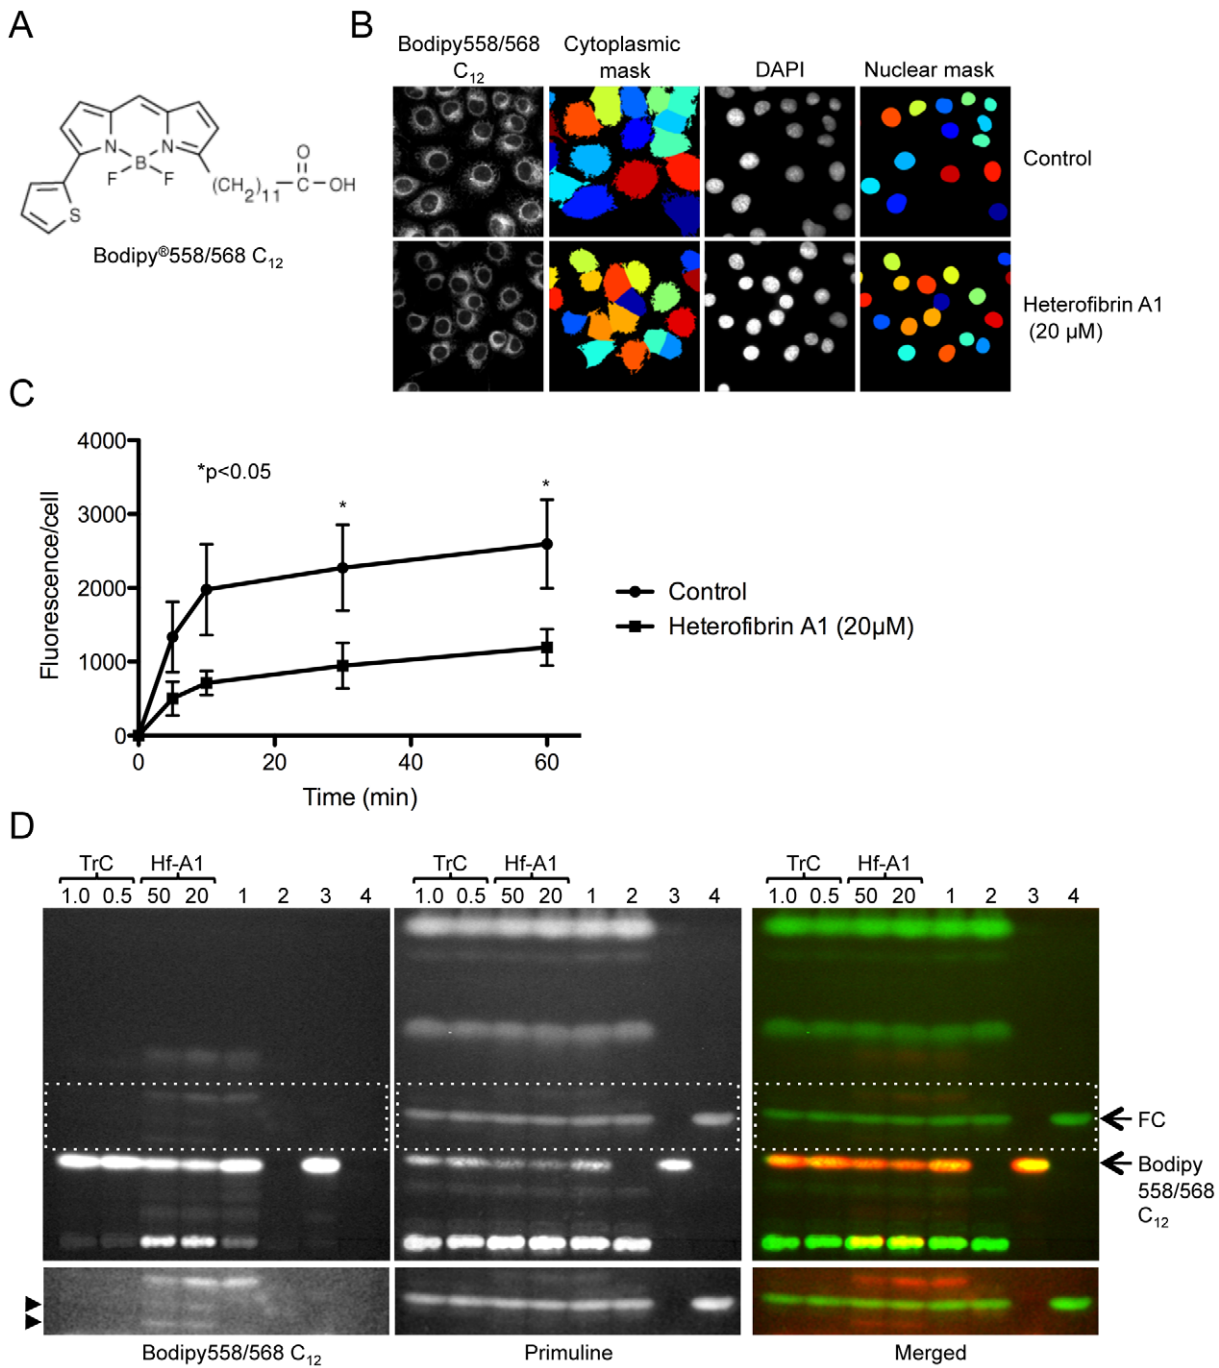 A
B
N
N
B
F
F
S
(CH2)11
C
O
OH
Bodipy®558/568 C12
Bodipy558/568
C12
Cytoplasmic
mask
DAPI
Nuclear mask
Control
Heterofibrin A1
(20 µM)
C
4000
3000
2000
1000
0
Fluorescence/cell
*p<0.05
*
*
0
20
40
60
Time (min)
Control
Heterofibrin A1 (20µM)
D
TrC Hf-A1
1.0 0.5 50 20 1 2 3 4
TrC Hf-A1
1.0 0.5 50 20 1 2 3 4
TrC Hf-A1
1.0 0.5 50 20 1 2 3 4
FC
Bodipy
558/568
C12
Bodipy558/568 C12
Primuline
Merged